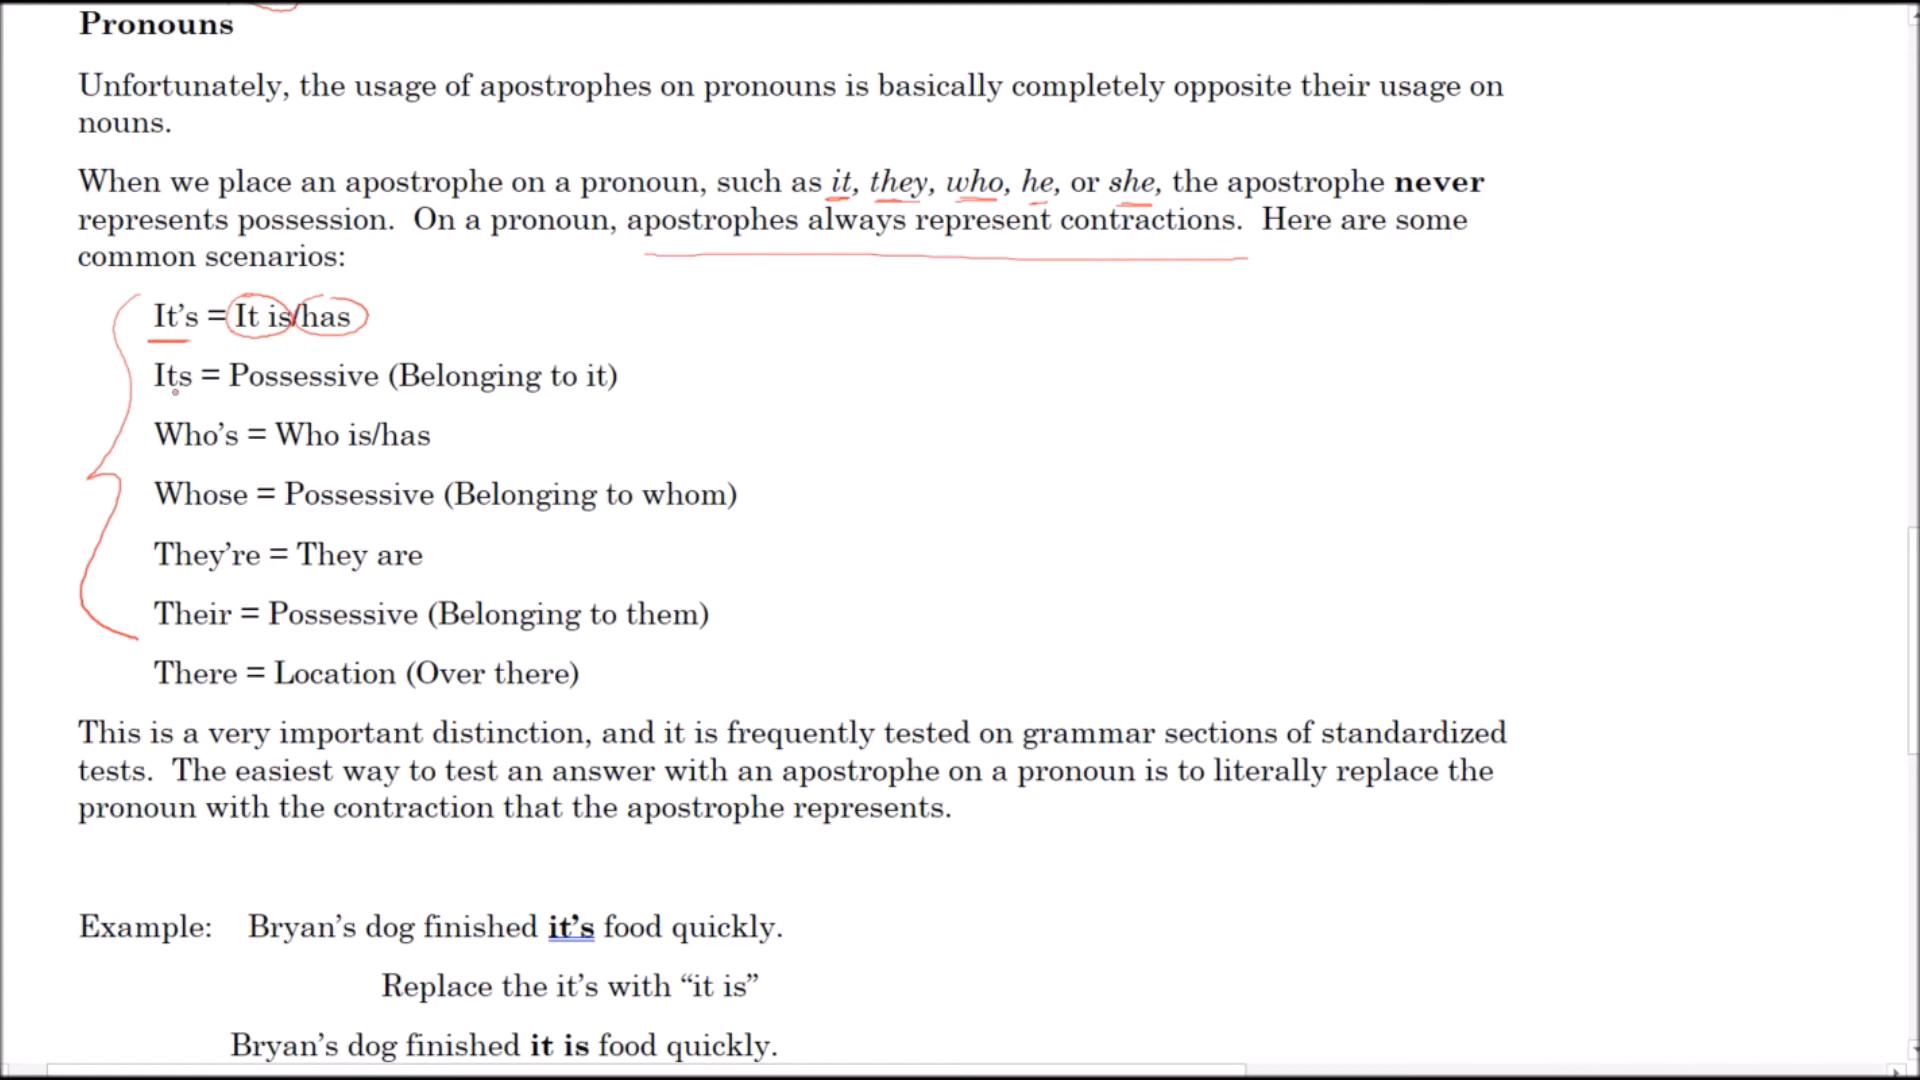 Pronouns
Unfortunately, the usage of apostrophes on pronouns is basically completely opposite their usage on
nouns.
When we place an apostrophe on a pronoun, such as it, they, who, he, or she, the apostrophe never
represents possession.  On a pronoun, apostrophes always represent contractions.  Here are some
common scenarios:
It’s = It is/has
Its = Possessive (Belonging to it)
Who’s = Who is/has
Whose = Possessive (Belonging to whom)
They’re = They are
Their = Possessive (Belonging to them)
There = Location (Over there)
This is a very important distinction, and it is frequently tested on grammar sections of standardized
tests.  The easiest way to test an answer with an apostrophe on a pronoun is to literally replace the
pronoun with the contraction that the apostrophe represents.
Example:    Bryan’s dog finished it’s food quickly.
Replace the it’s with “it is”
Bryan’s dog finished it is food quickly.